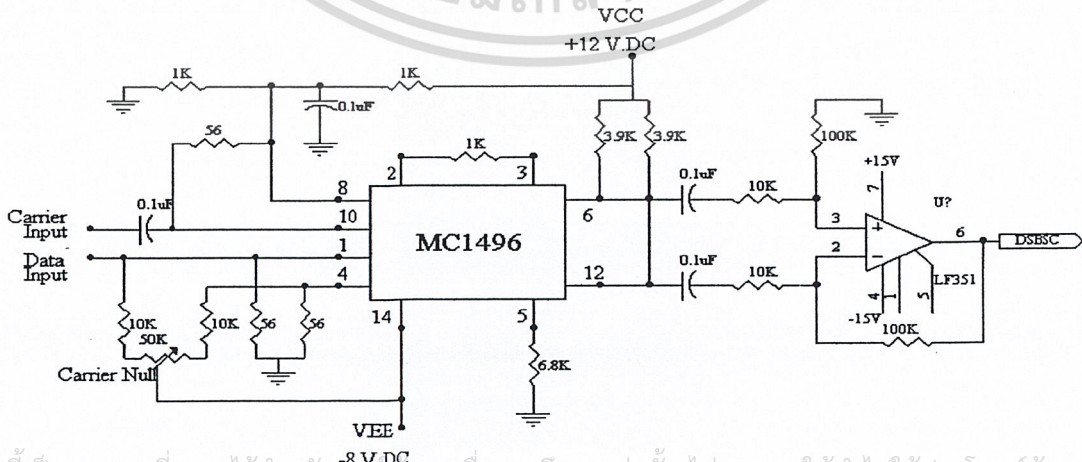 VCC
+12 V.DC
1K
1K
0.1uF
56
1K
3.9K
3.9K
100K
+15V
2
3
8
7
U?
0.1uF
0.1uF
10K
Carrier
Input
10
6
3
MC1496
6
DSBSC
Data
Input
1
2
4
12
0.1uF
10K
LF351
14
5
4
1
5
10K
50K
10K
56
56
-15V
100K
Carrier Null
6.8K
VEE
-8 V.DC